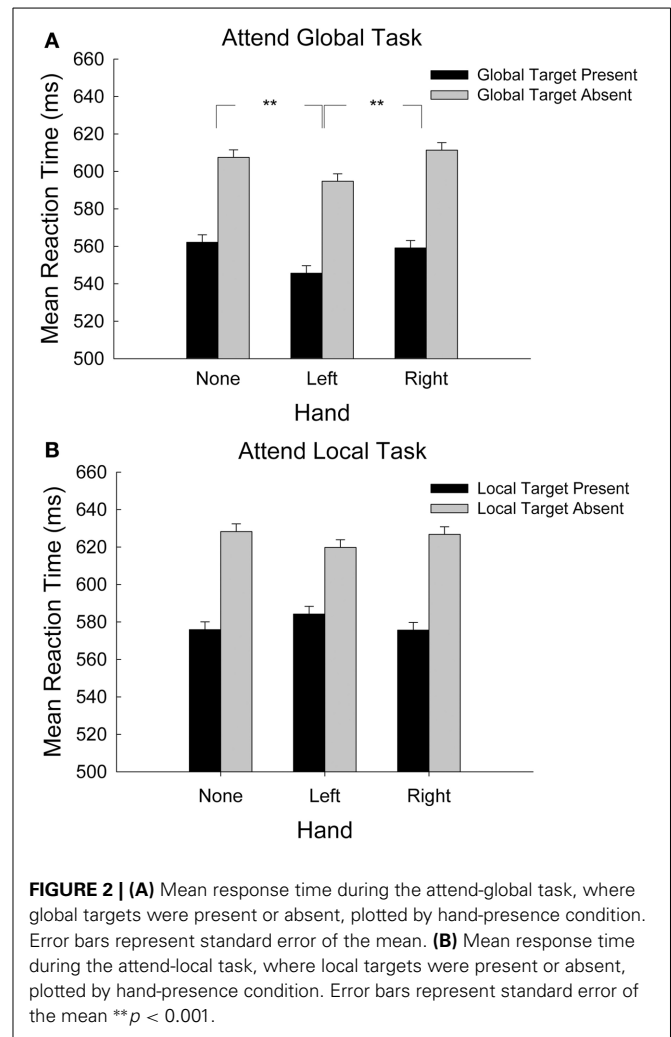 A
Attend Global Task
660
640
620
600
580
560
540
520
500
Mean Reaction Time (ms)
Global Target Present
Global Target Absent
** **
None Left Right
Hand
B
Attend Local Task
660
640
620
600
580
560
540
520
500
Mean Reaction Time (ms)
Local Target Present
Local Target Absent
None Left Right
Hand
FIGURE 2 | (A) Mean response time during the attend-global task, where
global targets were present or absent, plotted by hand-presence condition.
Error bars represent standard error of the mean. (B) Mean response time
during the attend-local task, where local targets were present or absent,
plotted by hand-presence condition. Error bars represent standard error of
the mean **p < 0.001.